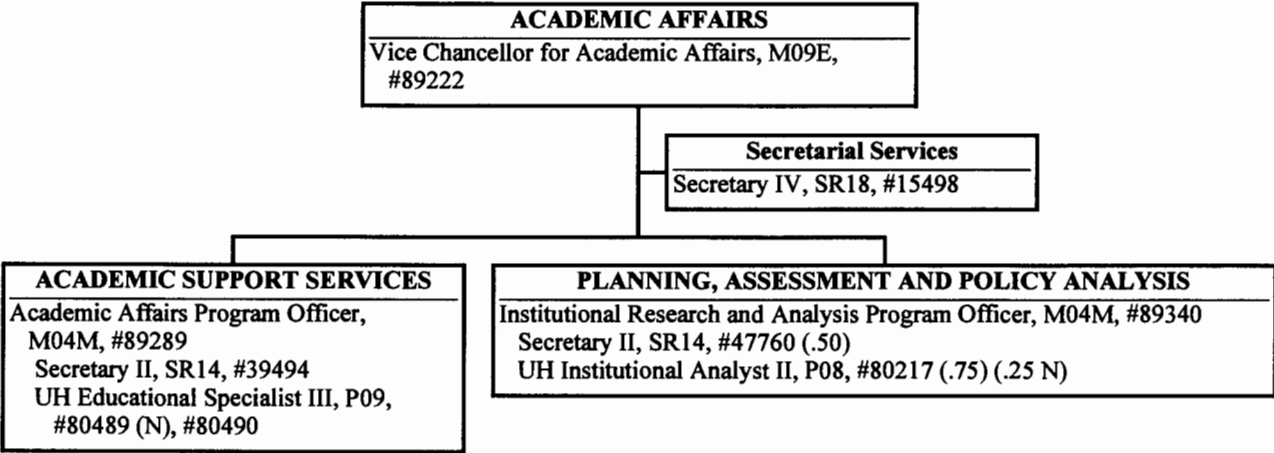 ACADEMIC AFFAIRS
Vice Chancellor for Academic Affairs, M09E,
#89222
Secretarial Services
Secretary IV, SR18, #15498
ACADEMIC SUPPORT SERVICES
Academic Affairs Program Officer,
M04M, #89289
Secretary II, SR14, #39494
UH Educational Specialist III, P09,
#80489 (N), #80490
PLANNING, ASSESSMENT AND POLICY ANALYSIS
Institutional Research and Analysis Program Officer, M04M, #89340
Secretary II, SR14, #47760 (.50)
UH Institutional Analyst II, P08, #80217 (.75) (.25 N)